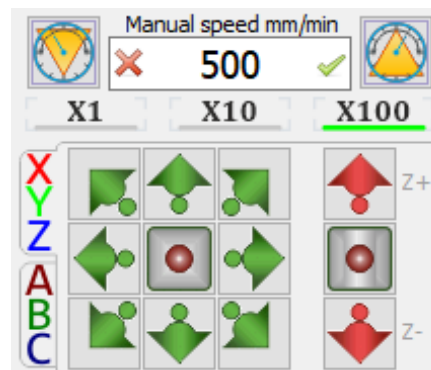 Manual speed mm/min
500
X1 X10 X100
X
Y
Z
Z+
A
B
C
Z-